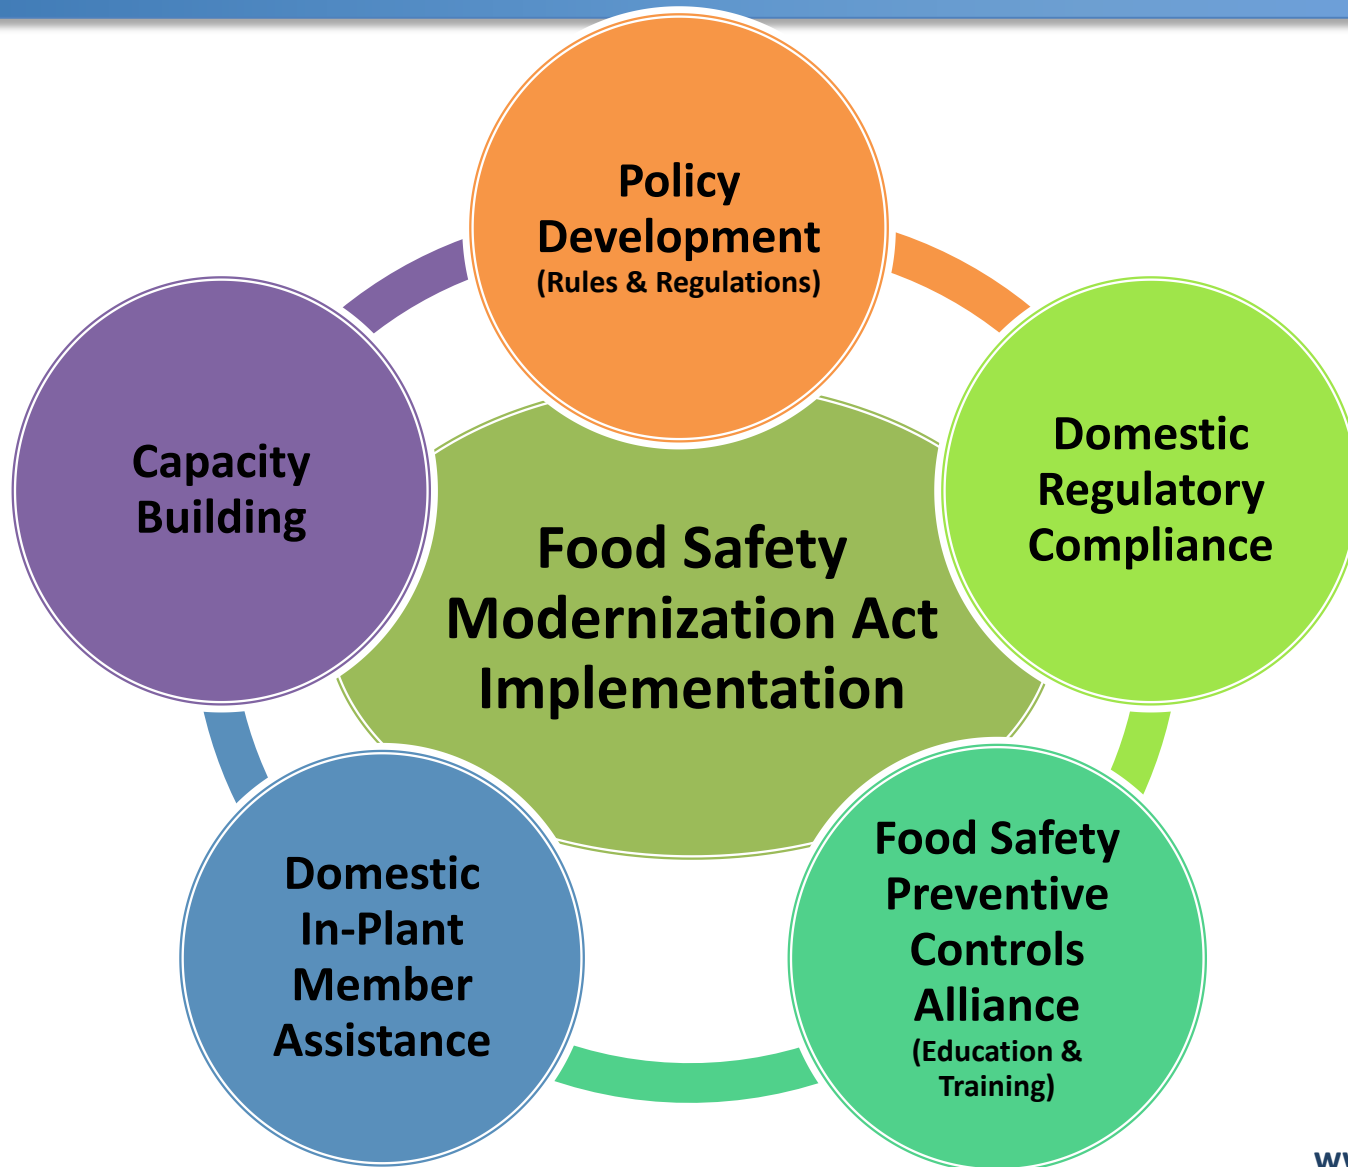 Policy
Development
(Rules & Regulations)
Domestic
Regulatory
Compliance
Capacity
Building
Food Safety
Modernization Act
Implementation
Food Safety
Preventive
Controls
Alliance
(Education &
Training)
Domestic
In-Plant
Member
Assistance